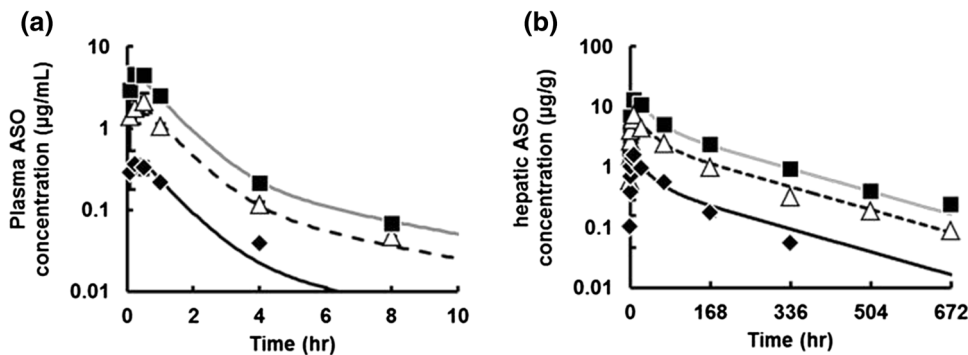 (a)
Plasma ASO
concentration (µg/mL)
10
1
0.1
0.01
0 2 4 6 8 10
Time (hr)
(b)
hepatic ASO
concentration (µg/g)
100
10
1
0.1
0.01
0 168 336 504 672
Time (hr)